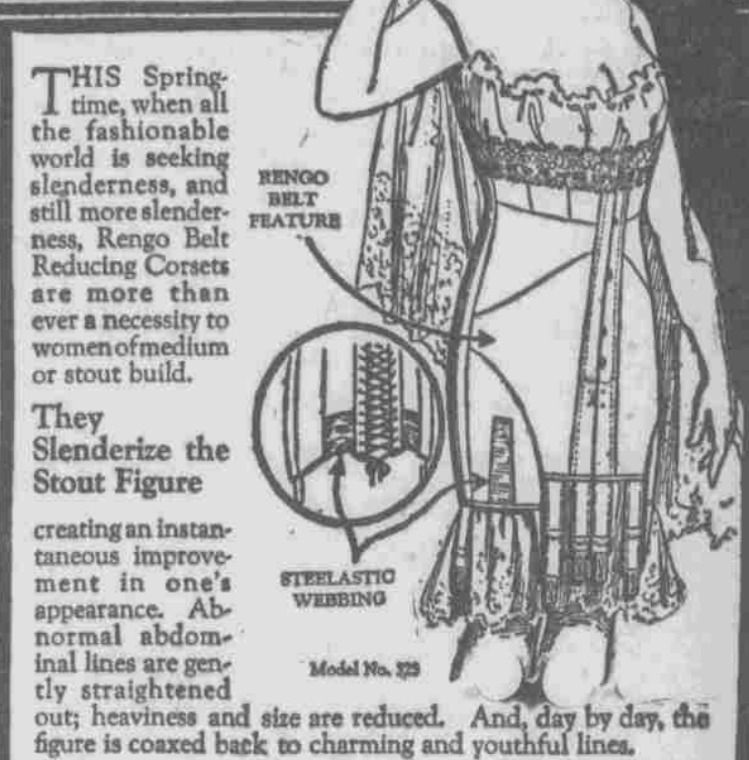 THIS Spring-
time, when all
the fashionable
world is seeking
slenderness, and
still more slender-
ness, Rengo Belt
Reducing Corsets
are more than
ever a necessity to
women of medium
or stout build.
They
Slenderize the
Stout Figure
creating an instan-
taneous improve-
ment in one's
appearance. Ab-
normal abdom-
inal lines are gen-
tly straightened
out; heaviness and size are reduced. And, day by day, the
figure is coaxed back to charming and youthful lines.
RENGO
BELT
FEATURE
STEELASTIC
WEBBING
Model No. 323